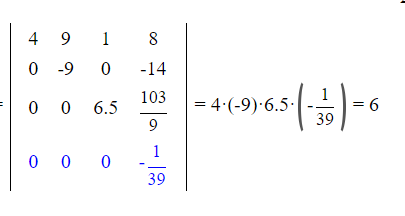 4 9 1 8
0 -9 0 -14
= 0 0 6.5 103/9 = 4·(-9)·6.5·(-1/39) = 6
0 0 0 -1/39